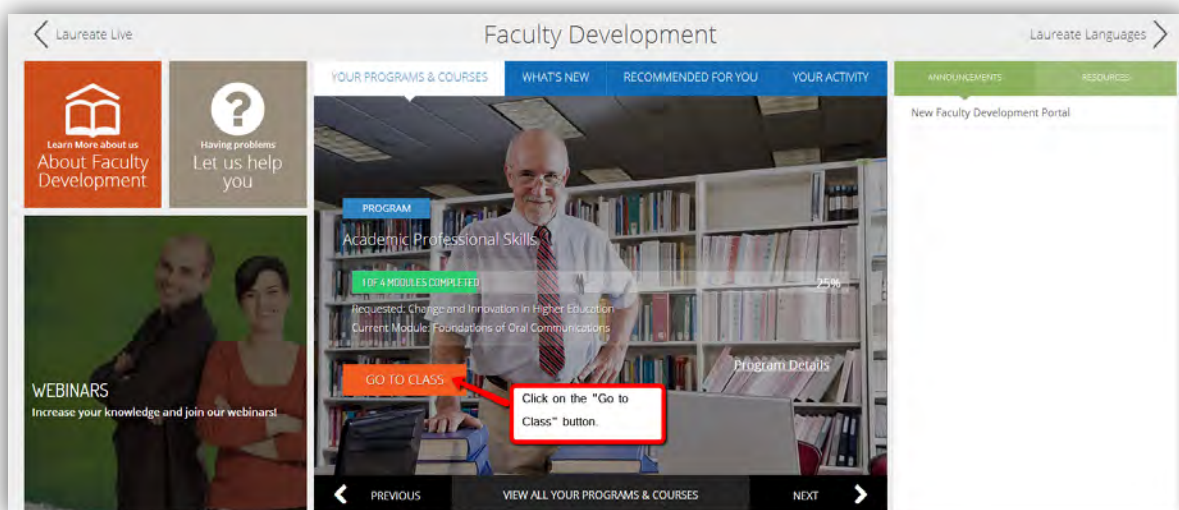 Laureate Live
Faculty Development
Laureate Languages
Learn More about us
About Faculty
Development
Having problems
Let us help
you
WEBINARS
Increase your knowledge and join our webinars!
YOUR PROGRAMS & COURSES
WHAT'S NEW
RECOMMENDED FOR YOU
YOUR ACTIVITY
PROGRAM
Academic Professional Skills
1 OF 4 MODULES COMPLETED
25%
Requested: Change and Innovation in Higher Education
Current Module: Foundations of Oral Communications
Program Details
GO TO CLASS
Click on the "Go to
Class" button.
PREVIOUS
VIEW ALL YOUR PROGRAMS & COURSES
NEXT
ANNOUNCEMENTS
RESOURCES
New Faculty Development Portal